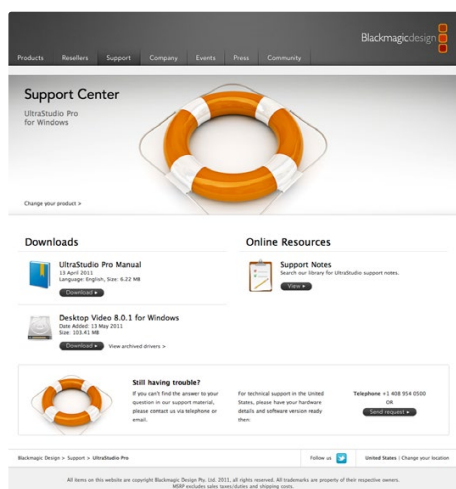 Blackmagicdesign
Products Resellers Support Company Events Press Community
Support Center
UltraStudio Pro
for Windows
Change your product >
Downloads
UltraStudio Pro Manual
13 April 2011
Language: English, Size: 6.22 MB
Download
Desktop Video 8.0.1 for Windows
Date Added: 13 May 2011
Size: 103.41 MB
Download View archived drivers >
Online Resources
Support Notes
Search our library for UltraStudio support notes.
View
Still having trouble?
If you can't find the answer to your
question in our support material,
please contact us via telephone or
email.
For technical support in the United
States, please have your hardware
details and software version ready
then
Telephone +1 408 954 0500
OR
Send request
Blackmagic Design > Support > UltraStudio Pro
Follow us
United States | Change your location
All items on this website are copyright Blackmagic Design Pty. Ltd. 2011, all rights reserved. All trademarks are property of their respective owners.
MSRP excludes sales taxes/duties and shipping costs.